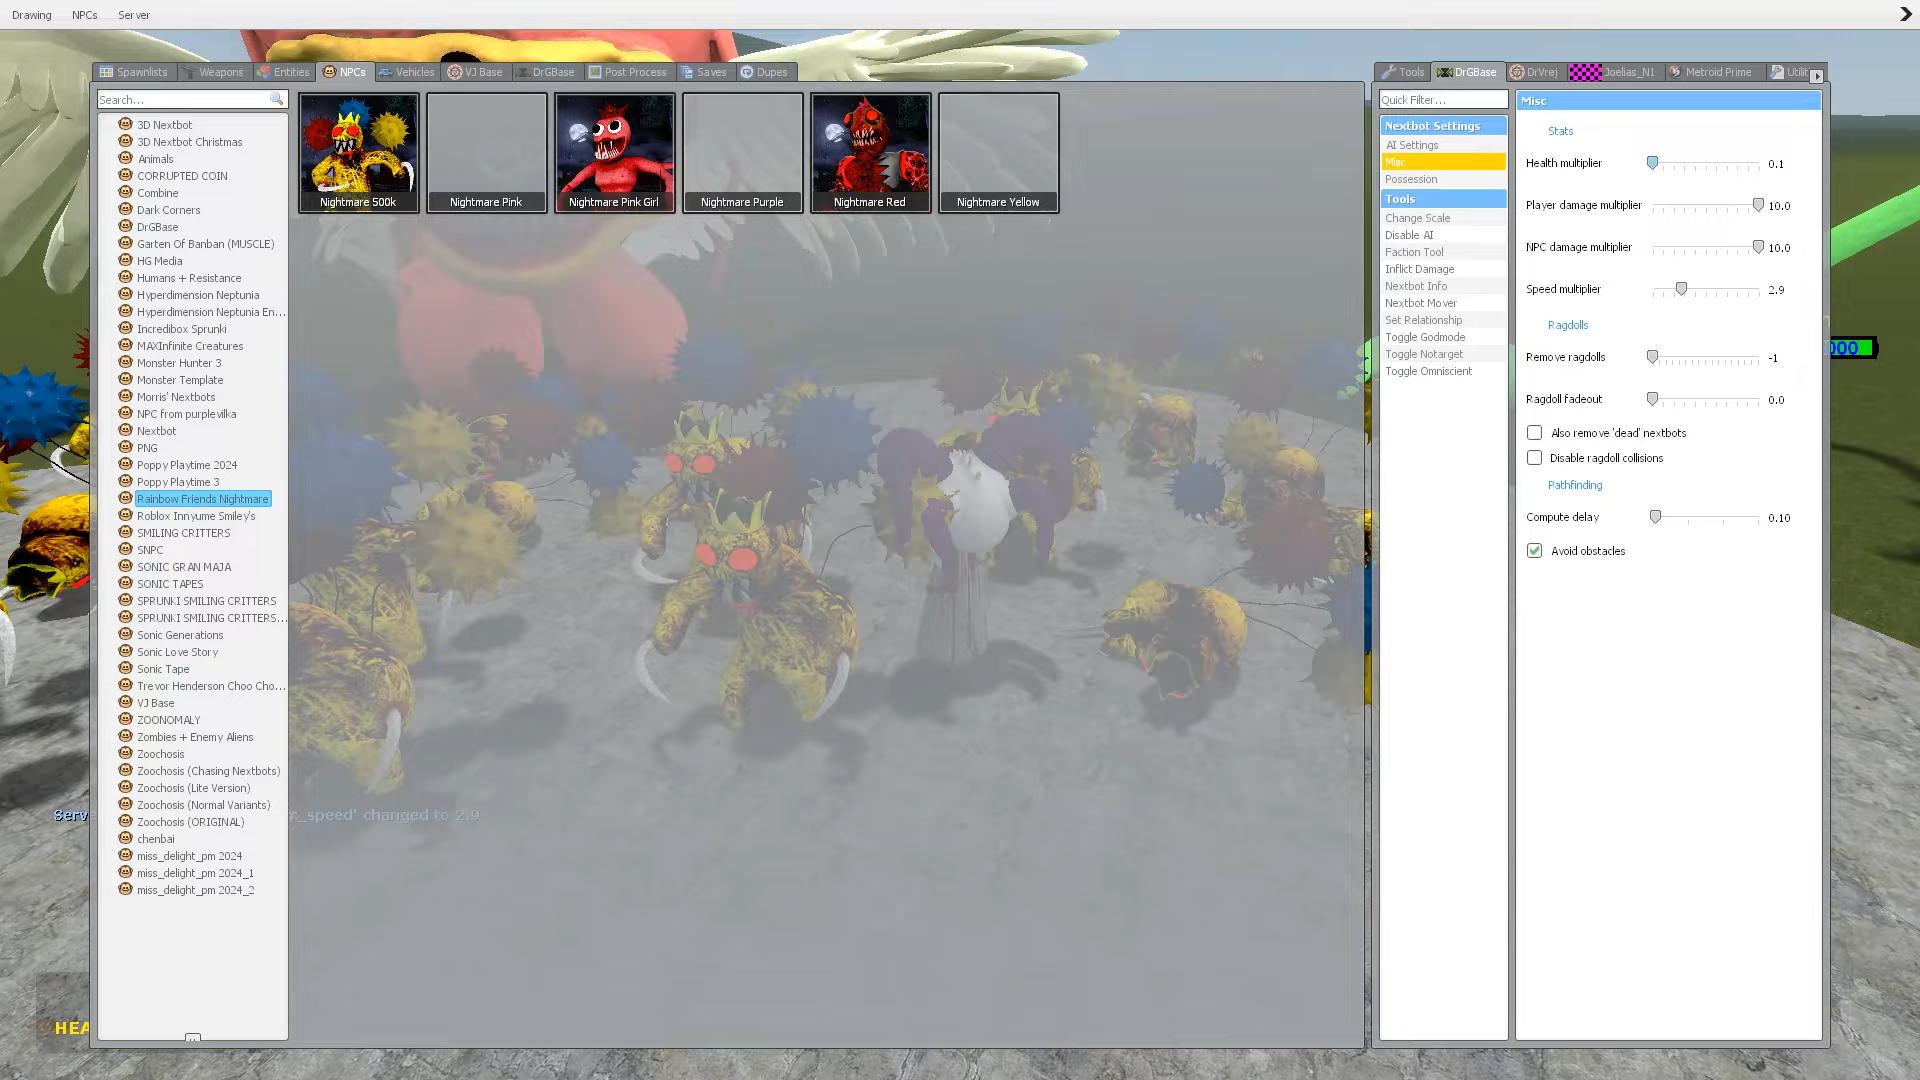 Drawing NPCs Server
Spawnlists Weapons Entities NPCs Vehicles VJ Base DrGBase Post Process Saves Dupes
Tools DrGBase DrVrej Joelias_N1 Metroid Prime Utilit
Search...
3D Nextbot
3D Nextbot Christmas
Animals
CORRUPTED COIN
Combine
Dark Corners
DrGBase
Garten Of Banban (MUSCLE)
HG Media
Humans + Resistance
Hyperdimension Neptunia
Hyperdimension Neptunia En...
Incredibox Sprunki
MAXInfinite Creatures
Monster Hunter 3
Monster Template
Morris' Nextbots
NPC from purplevilka
Nextbot
PNG
Poppy Playtime 2024
Poppy Playtime 3
Rainbow Friends Nightmare
Roblox Innyume Smiley's
SMILING CRITTERS
SNPC
SONIC GRAN MAJA
SONIC TAPES
SPRUNKI SMILING CRITTERS
SPRUNKI SMILING CRITTERS...
Sonic Generations
Sonic Love Story
Sonic Tape
Trevor Henderson Choo Cho...
VJ Base
ZOONOMALY
Zombies + Enemy Aliens
Zoochosis
Zoochosis (Chasing Nextbots)
Zoochosis (Lite Version)
Zoochosis (Normal Variants)
Zoochosis (ORIGINAL)
chenbai
miss_delight_pm 2024
miss_delight_pm 2024_1
miss_delight_pm 2024_2
Nightmare 500k
Nightmare Pink
Nightmare Pink Girl
Nightmare Purple
Nightmare Red
Nightmare Yellow
Serve
_speed' changed to 2.9
HEA
Quick Filter...
Nextbot Settings
AI Settings
Misc
Possession
Tools
Change Scale
Disable AI
Faction Tool
Inflict Damage
Nextbot Info
Nextbot Mover
Set Relationship
Toggle Godmode
Toggle Notarget
Toggle Omniscient
Misc
Stats
Health multiplier 0.1
Player damage multiplier 10.0
NPC damage multiplier 10.0
Speed multiplier 2.9
Ragdolls
Remove ragdolls -1
Ragdoll fadeout 0.0
Also remove 'dead' nextbots
Disable ragdoll collisions
Pathfinding
Compute delay 0.10
Avoid obstacles
000